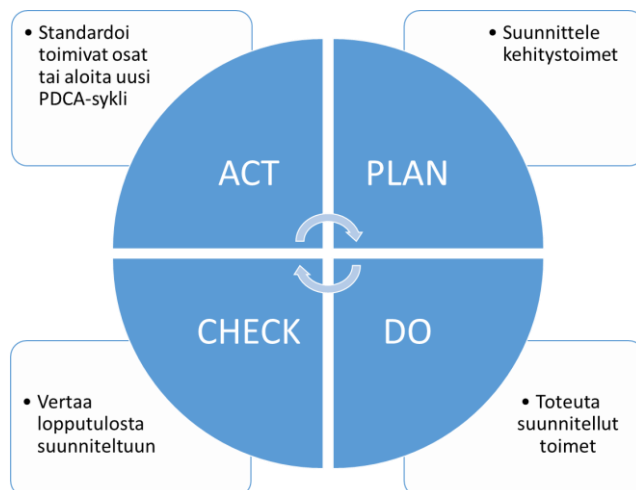 • Standardoi
toimivat osat
tai aloita uusi
PDCA-sykli
• Suunnittele
kehitystoimet
ACT
PLAN
CHECK
DO
• Vertaa
lopputulosta
suunniteltuun
• Toteuta
suunnitellut
toimet